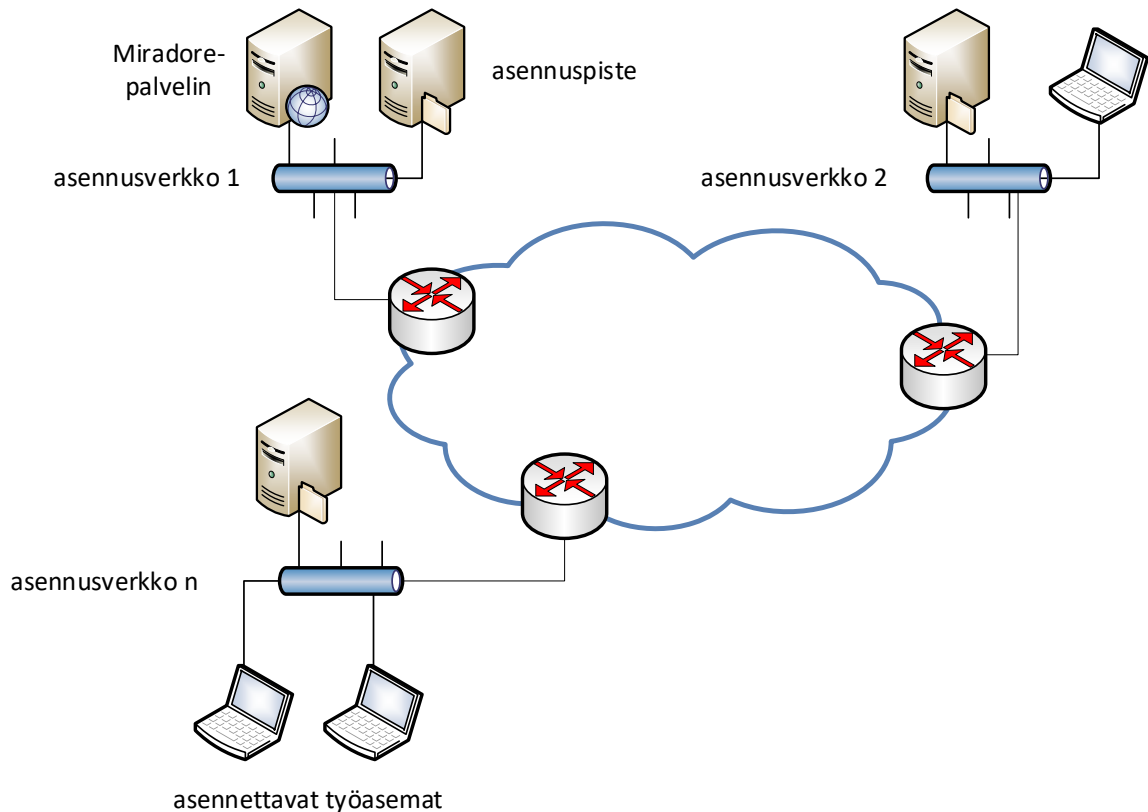 Miradore-
palvelin
asennuspiste
asennusverkko 1
asennusverkko 2
asennusverkko n
asennettavat työasemat